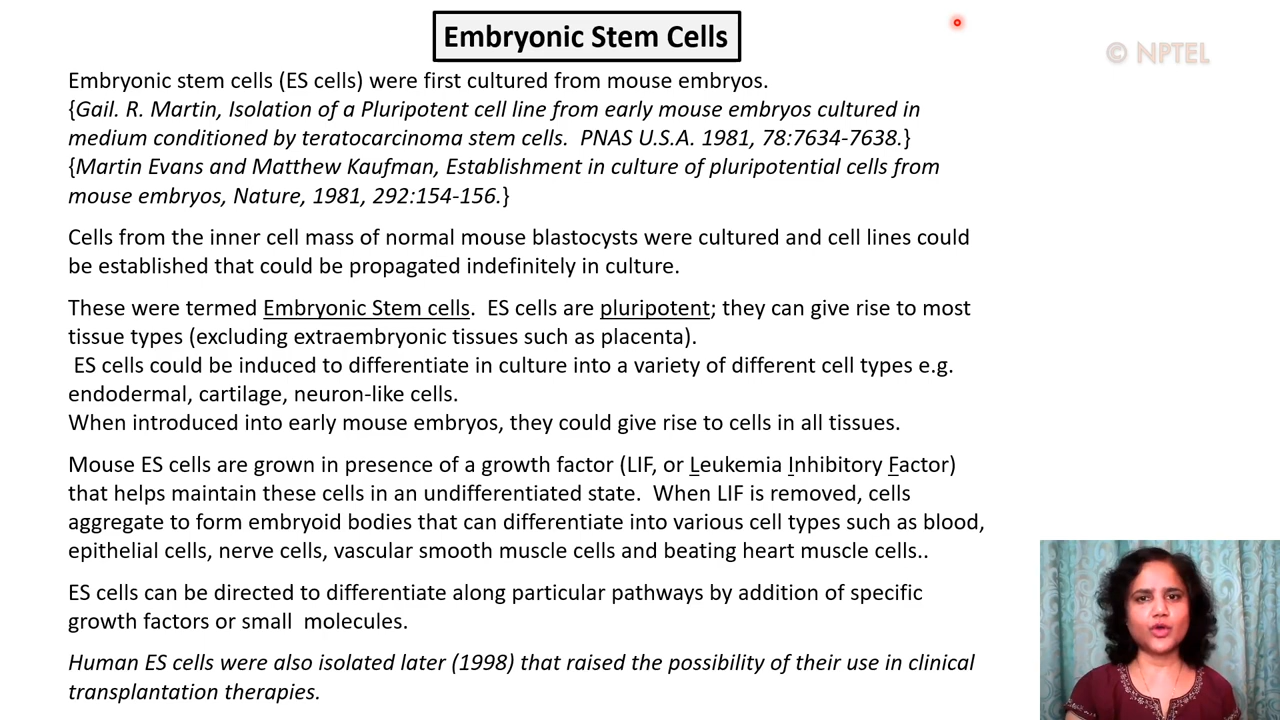 Embryonic Stem Cells
© NPTEL
Embryonic stem cells (ES cells) were first cultured from mouse embryos.
{Gail. R. Martin, Isolation of a Pluripotent cell line from early mouse embryos cultured in
medium conditioned by teratocarcinoma stem cells.  PNAS U.S.A. 1981, 78:7634-7638.}
{Martin Evans and Matthew Kaufman, Establishment in culture of pluripotential cells from
mouse embryos, Nature, 1981, 292:154-156.}
Cells from the inner cell mass of normal mouse blastocysts were cultured and cell lines could
be established that could be propagated indefinitely in culture.
These were termed Embryonic Stem cells.  ES cells are pluripotent; they can give rise to most
tissue types (excluding extraembryonic tissues such as placenta).
ES cells could be induced to differentiate in culture into a variety of different cell types e.g.
endodermal, cartilage, neuron-like cells.
When introduced into early mouse embryos, they could give rise to cells in all tissues.
Mouse ES cells are grown in presence of a growth factor (LIF, or Leukemia Inhibitory Factor)
that helps maintain these cells in an undifferentiated state.  When LIF is removed, cells
aggregate to form embryoid bodies that can differentiate into various cell types such as blood,
epithelial cells, nerve cells, vascular smooth muscle cells and beating heart muscle cells..
ES cells can be directed to differentiate along particular pathways by addition of specific
growth factors or small  molecules.
Human ES cells were also isolated later (1998) that raised the possibility of their use in clinical
transplantation therapies.